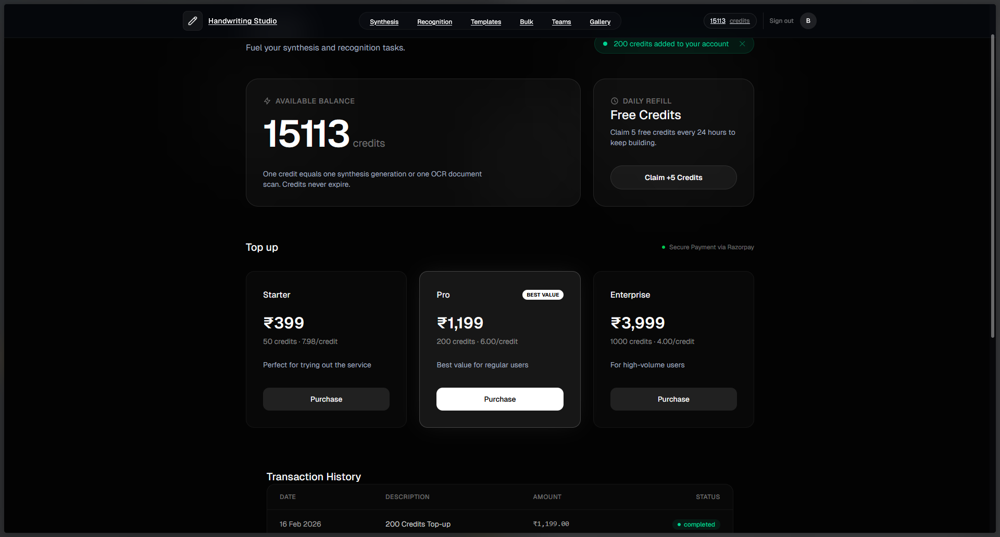 Handwriting Studio
Synthesis Recognition Templates Bulk Teams Gallery
15113 credits
Sign out
B
Fuel your synthesis and recognition tasks.
200 credits added to your account
AVAILABLE BALANCE
15113 credits
One credit equals one synthesis generation or one OCR document
scan. Credits never expire.
DAILY REFILL
Free Credits
Claim 5 free credits every 24 hours to
keep building.
Claim +5 Credits
Top up
Secure Payment via Razorpay
Starter
₹399
50 credits · 7.98/credit
Perfect for trying out the service
Purchase
Pro
BEST VALUE
₹1,199
200 credits · 6.00/credit
Best value for regular users
Purchase
Enterprise
₹3,999
1000 credits · 4.00/credit
For high-volume users
Purchase
Transaction History
DATE DESCRIPTION AMOUNT STATUS
16 Feb 2026 200 Credits Top-up ₹1,199.00 completed